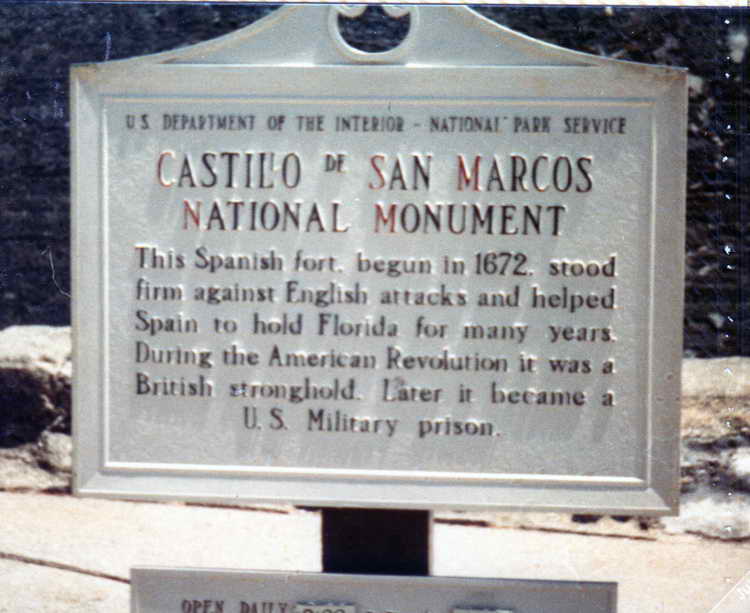 U.S. DEPARTMENT OF THE INTERIOR - NATIONAL PARK SERVICE
CASTILLO DE SAN MARCOS
NATIONAL MONUMENT
This Spanish fort, begun in 1672, stood
firm against English attacks and helped
Spain to hold Florida for many years.
During the American Revolution it was a
British stronghold. Later it became a
U.S. Military prison.
OPEN DAILY